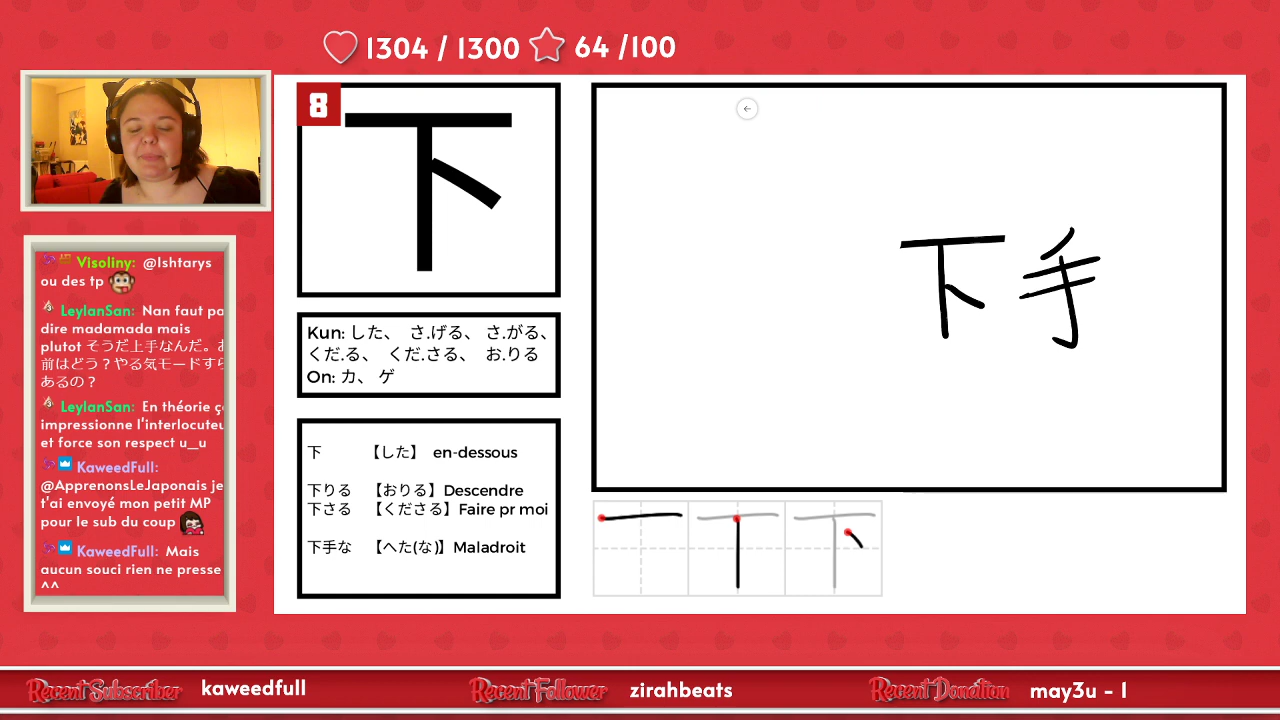 1304 / 1300 64 /100
8
下
Kun: した、 さ.げる、 さ.がる、
くだ.る、 くだ.さる、 お.りる
On: カ、 ゲ
下 【した】 en-dessous
下りる 【おりる】Descendre
下さる 【くださる】Faire pr moi
下手な 【へた(な)】Maladroit
下手
Visoliny: @Ishtarys
ou des tp
LeylanSan: Nan faut pa
dire madamada mais
plutot そうだ上手なんだ。お
前はどう？やる気モードすら
あるの？
LeylanSan: En théorie ç
impressionne l'interlocuteu
et force son respect u_u
KaweedFull:
@ApprenonsLeJaponais je
t'ai envoyé mon petit MP
pour le sub du coup
KaweedFull: Mais
aucun souci rien ne presse
^^
Recent Subscriber kaweedfull
Recent Follower zirahbeats
Recent Donation may3u - 1